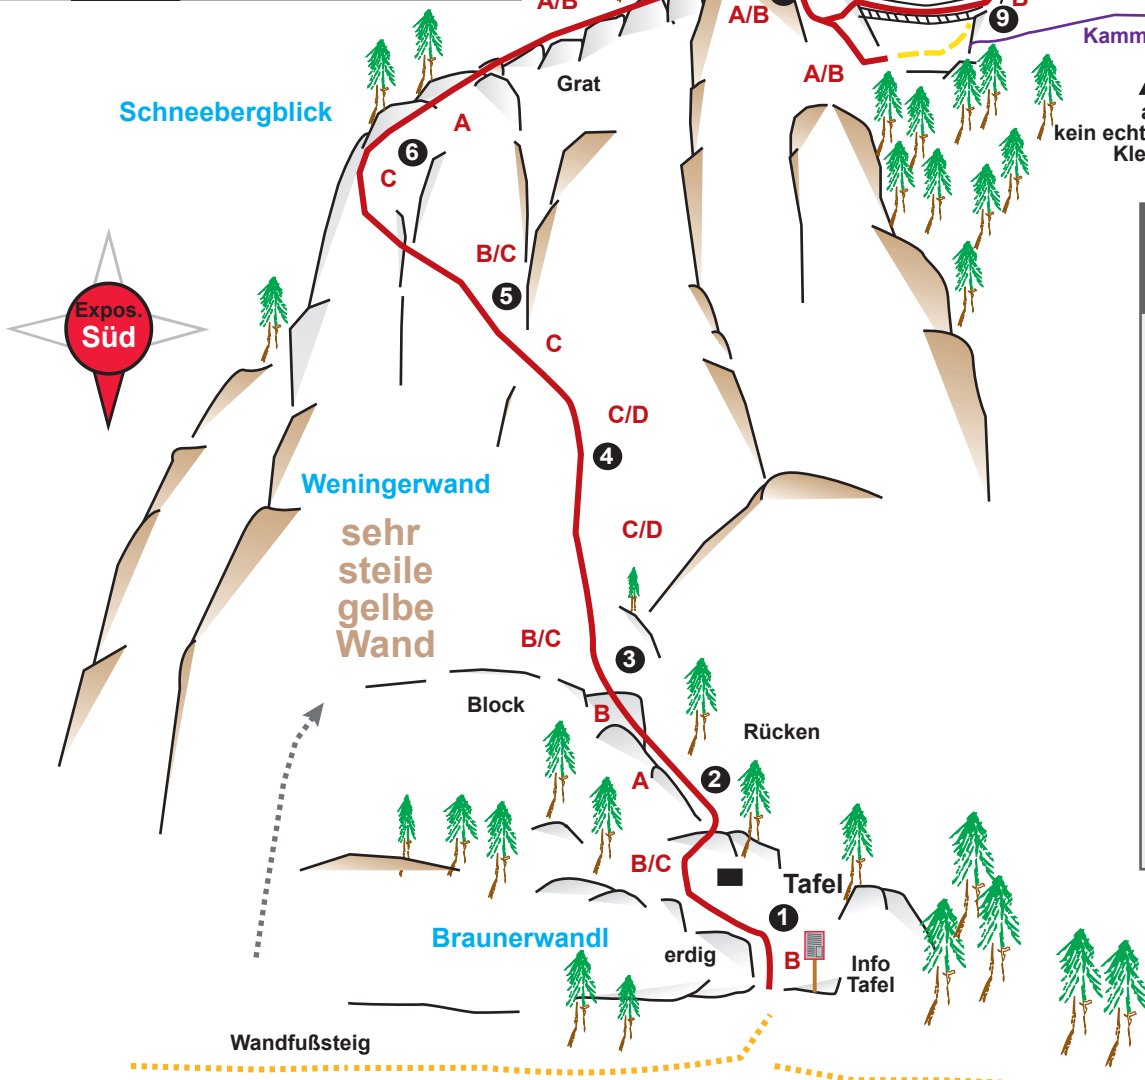 A/B
A/B
B
9
Kamm
A/B
Grat
Schneebergblick
A
kein echt
Kle
6
C
B/C
5
Expos.
Süd
C
C/D
4
Weningerwand
sehr
steile
gelbe
Wand
C/D
B/C
3
Block
B
Rücken
A
2
B/C
Tafel
1
Braunerwandl
erdig
B
Info
Tafel
Wandfußsteig